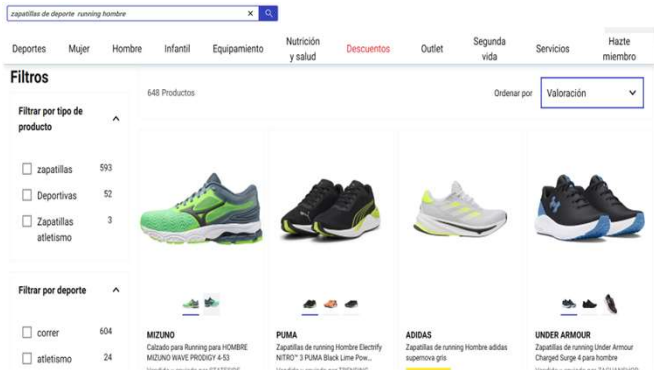 zapatillas de deporte running hombre
Deportes Mujer Hombre Infantil Equipamiento Nutrición y salud Descuentos Outlet Segunda vida Servicios Hazte miembro
Filtros
648 Productos
Ordenar por Valoración
Filtrar por tipo de
producto
zapatillas 593
Deportivas 52
Zapatillas 3
atletismo
Filtrar por deporte
correr 604
atletismo 24
MIZUNO
Calzado para Running para HOMBRE
MIZUNO WAVE PRODIGY 4-53
PUMA
Zapatillas de running Hombre Electrify
NITRO™ 3 PUMA Black Lime Pow...
ADIDAS
Zapatillas de running Hombre adidas
supernova gris
UNDER ARMOUR
Zapatillas de running Under Armour
Charged Surge 4 para hombre